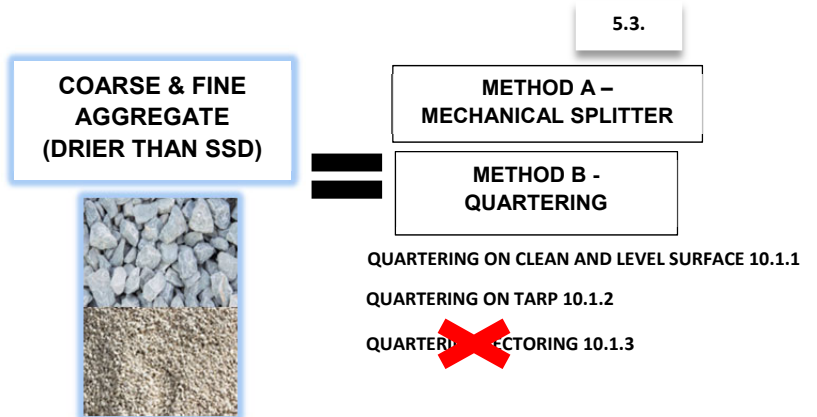 5.3.
COARSE & FINE
AGGREGATE
(DRIER THAN SSD)
METHOD A –
MECHANICAL SPLITTER
METHOD B -
QUARTERING
QUARTERING ON CLEAN AND LEVEL SURFACE 10.1.1
QUARTERING ON TARP 10.1.2
10.1.3